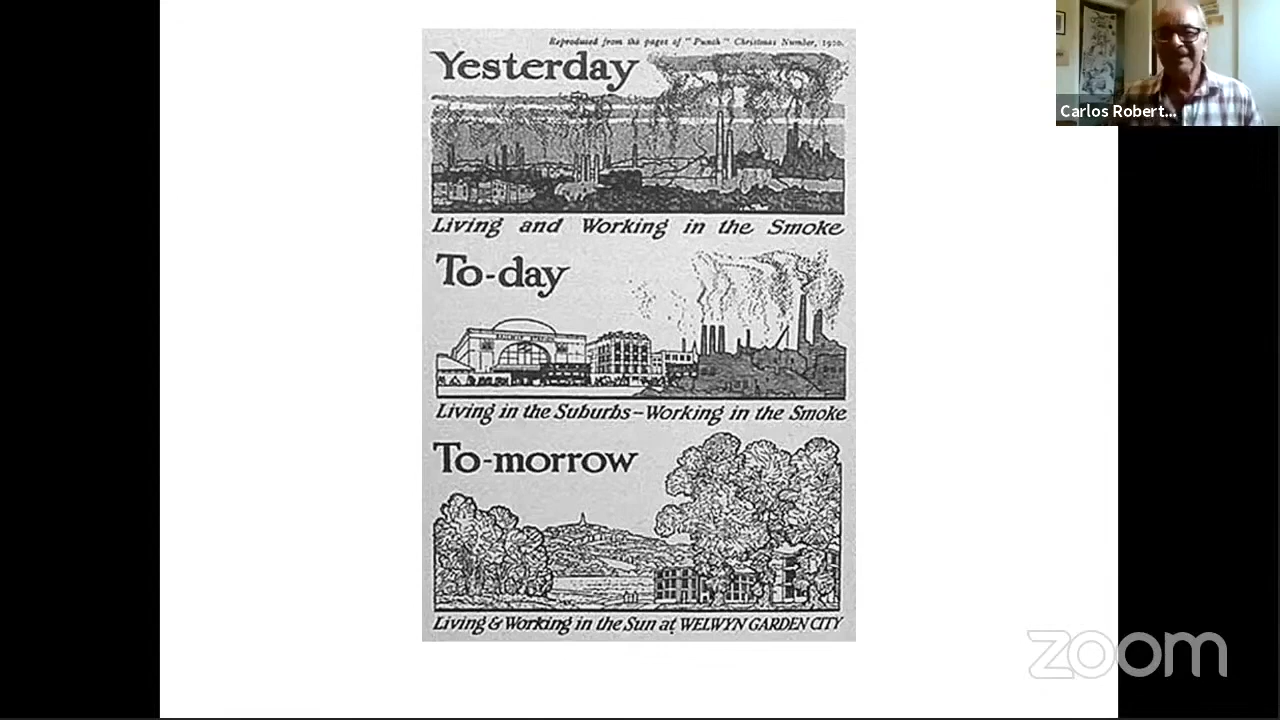 Reproduced from the pages of "Punch" Christmas Number, 1920.
Yesterday
Living and Working in the Smoke
To-day
Living in the Suburbs–Working in the Smoke
To-morrow
Living & Working in the Sun at WELWYN GARDEN CITY
Carlos Robert...
zoom